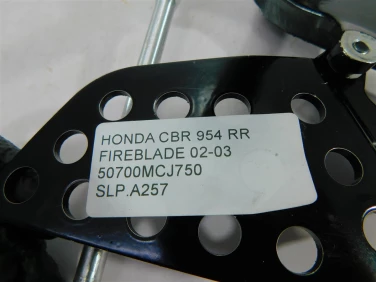 HONDA CBR 954 RR
FIREBLADE 02-03
50700MCJ750
SLP.A257